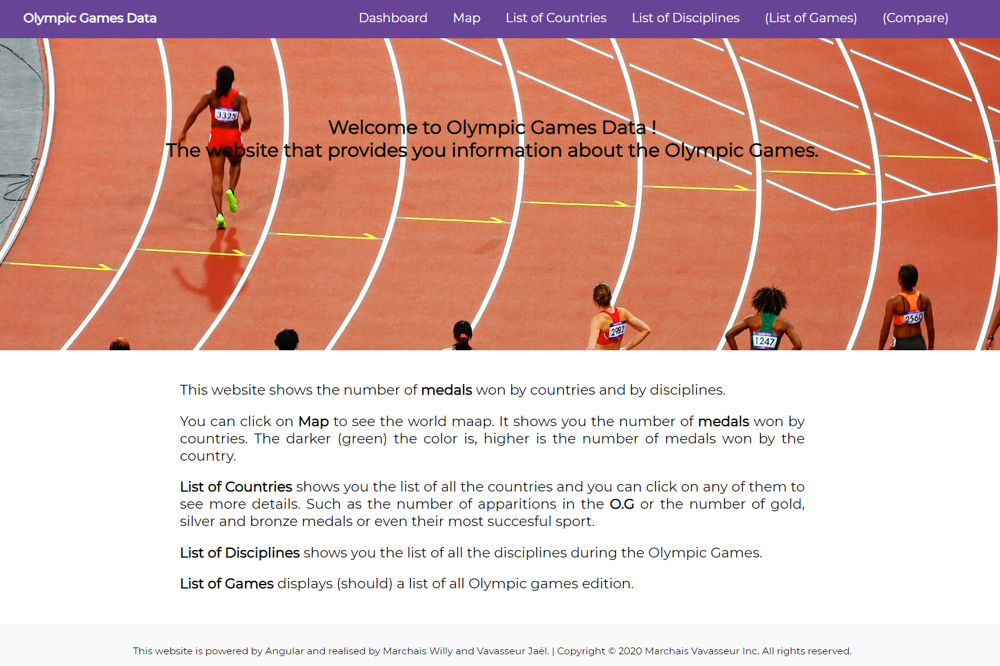 Olympic Games Data
Dashboard Map List of Countries List of Disciplines (List of Games) (Compare)
3325
Welcome to Olympic Games Data !
The website that provides you information about the Olympic Games.
2982
1247
2560
This website shows the number of medals won by countries and by disciplines.
You can click on Map to see the world maap. It shows you the number of medals won by
countries. The darker (green) the color is, higher is the number of medals won by the
country.
List of Countries shows you the list of all the countries and you can click on any of them to
see more details. Such as the number of apparitions in the O.G or the number of gold,
silver and bronze medals or even their most succesful sport.
List of Disciplines shows you the list of all the disciplines during the Olympic Games.
List of Games displays (should) a list of all Olympic games edition.
This website is powered by Angular and realised by Marchais Willy and Vavasseur Jaël. | Copyright © 2020 Marchais Vavasseur Inc. All rights reserved.